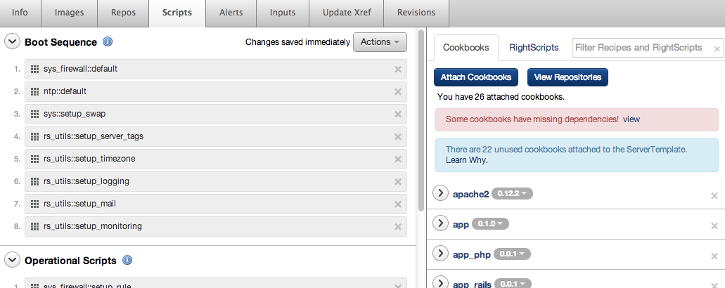 Info Images Repos Scripts Alerts Inputs Update Xref Revisions
Boot Sequence i Changes saved immediately Actions
1. sys_firewall::default
2. ntp::default
3. sys::setup_swap
4. rs_utils::setup_server_tags
5. rs_utils::setup_timezone
6. rs_utils::setup_logging
7. rs_utils::setup_mail
8. rs_utils::setup_monitoring
Operational Scripts i
1. sys_firewall::setup_rule
Cookbooks RightScripts Filter Recipes and RightScripts
Attach Cookbooks View Repositories
You have 26 attached cookbooks.
Some cookbooks have missing dependencies! view
There are 22 unused cookbooks attached to the ServerTemplate.
Learn Why.
apache2 0.12.2
app 0.1.0
app_php 0.0.1
app_rails 0.0.1